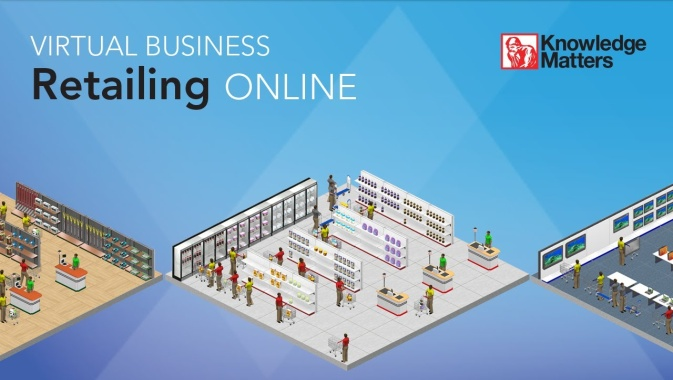 VIRTUAL BUSINESS
Retailing ONLINE
Knowledge
Matters